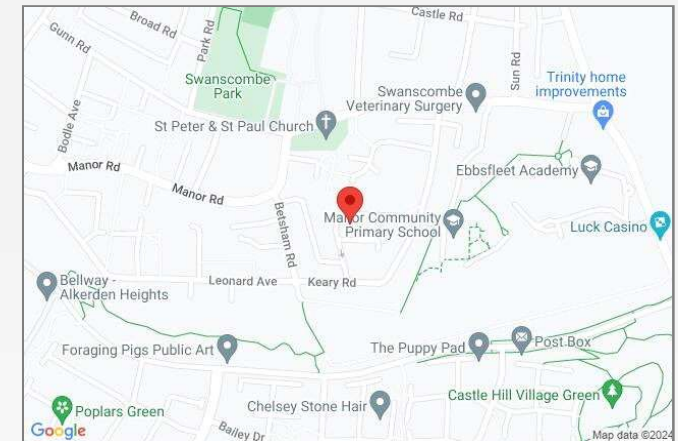 Castle Rd
Broad Rd
Gunn Rd
Park Rd
Sun Rd
Swanscombe
Park
Trinity home
improvements
Swanscombe
Veterinary Surgery
Bodle Ave
St Peter & St Paul Church
Manor Rd
Ebbsfleet Academy
Manor Rd
Betsham Rd
Manor Community
Primary School
Luck Casino
Bellway -
Alkerden Heights
Leonard Ave
Keary Rd
Foraging Pigs Public Art
The Puppy Pad
Post Box
Castle Hill Village Green
Chelsey Stone Hair
Poplars Green
Bailey Dr
Google
Map data ©2024